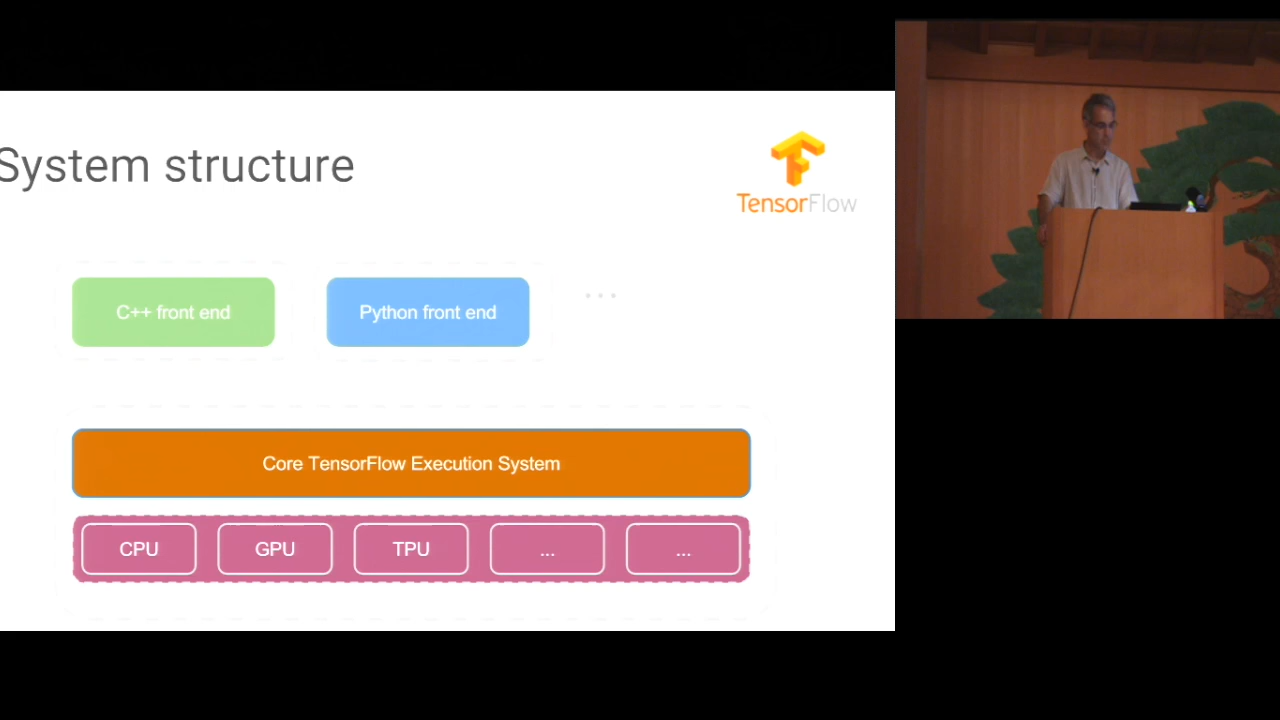 System structure
TensorFlow
C++ front end
Python front end
...
Core TensorFlow Execution System
CPU
GPU
TPU
...
...